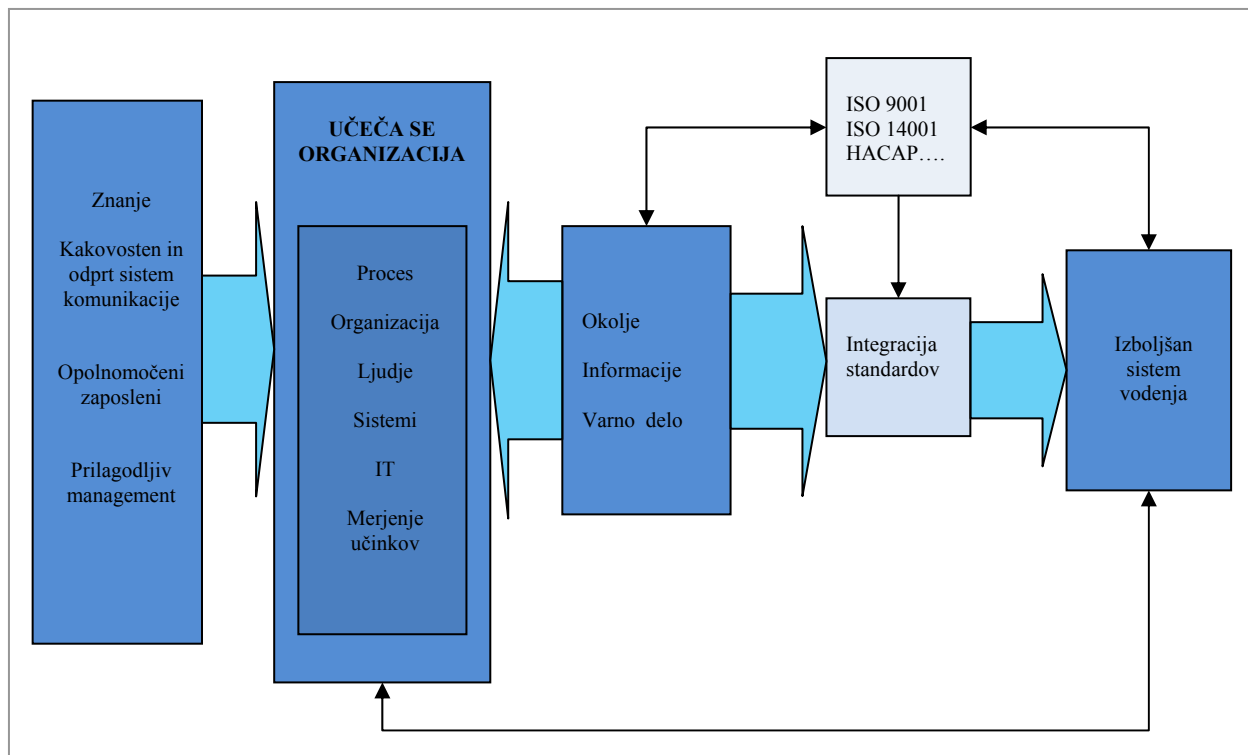 Znanje
Kakovosten in
odprt sistem
komunikacije
Opolnomočeni
zaposleni
Prilagodljiv
management
UČEČA SE
ORGANIZACIJA
Proces
Organizacija
Ljudje
Sistemi
IT
Merjenje
učinkov
Okolje
Informacije
Varno delo
ISO 9001
ISO 14001
HACAP....
Integracija
standardov
Izboljšan
sistem
vodenja